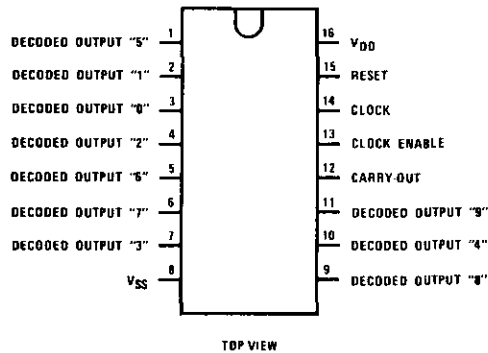 DECODED OUTPUT "5" 1
DECODED OUTPUT "1" 2
DECODED OUTPUT "0" 3
DECODED OUTPUT "2" 4
DECODED OUTPUT "6" 5
DECODED OUTPUT "7" 6
DECODED OUTPUT "3" 7
VSS 8
16 VDD
15 RESET
14 CLOCK
13 CLOCK ENABLE
12 CARRY-OUT
11 DECODED OUTPUT "9"
10 DECODED OUTPUT "4"
9 DECODED OUTPUT "8"
TOP VIEW